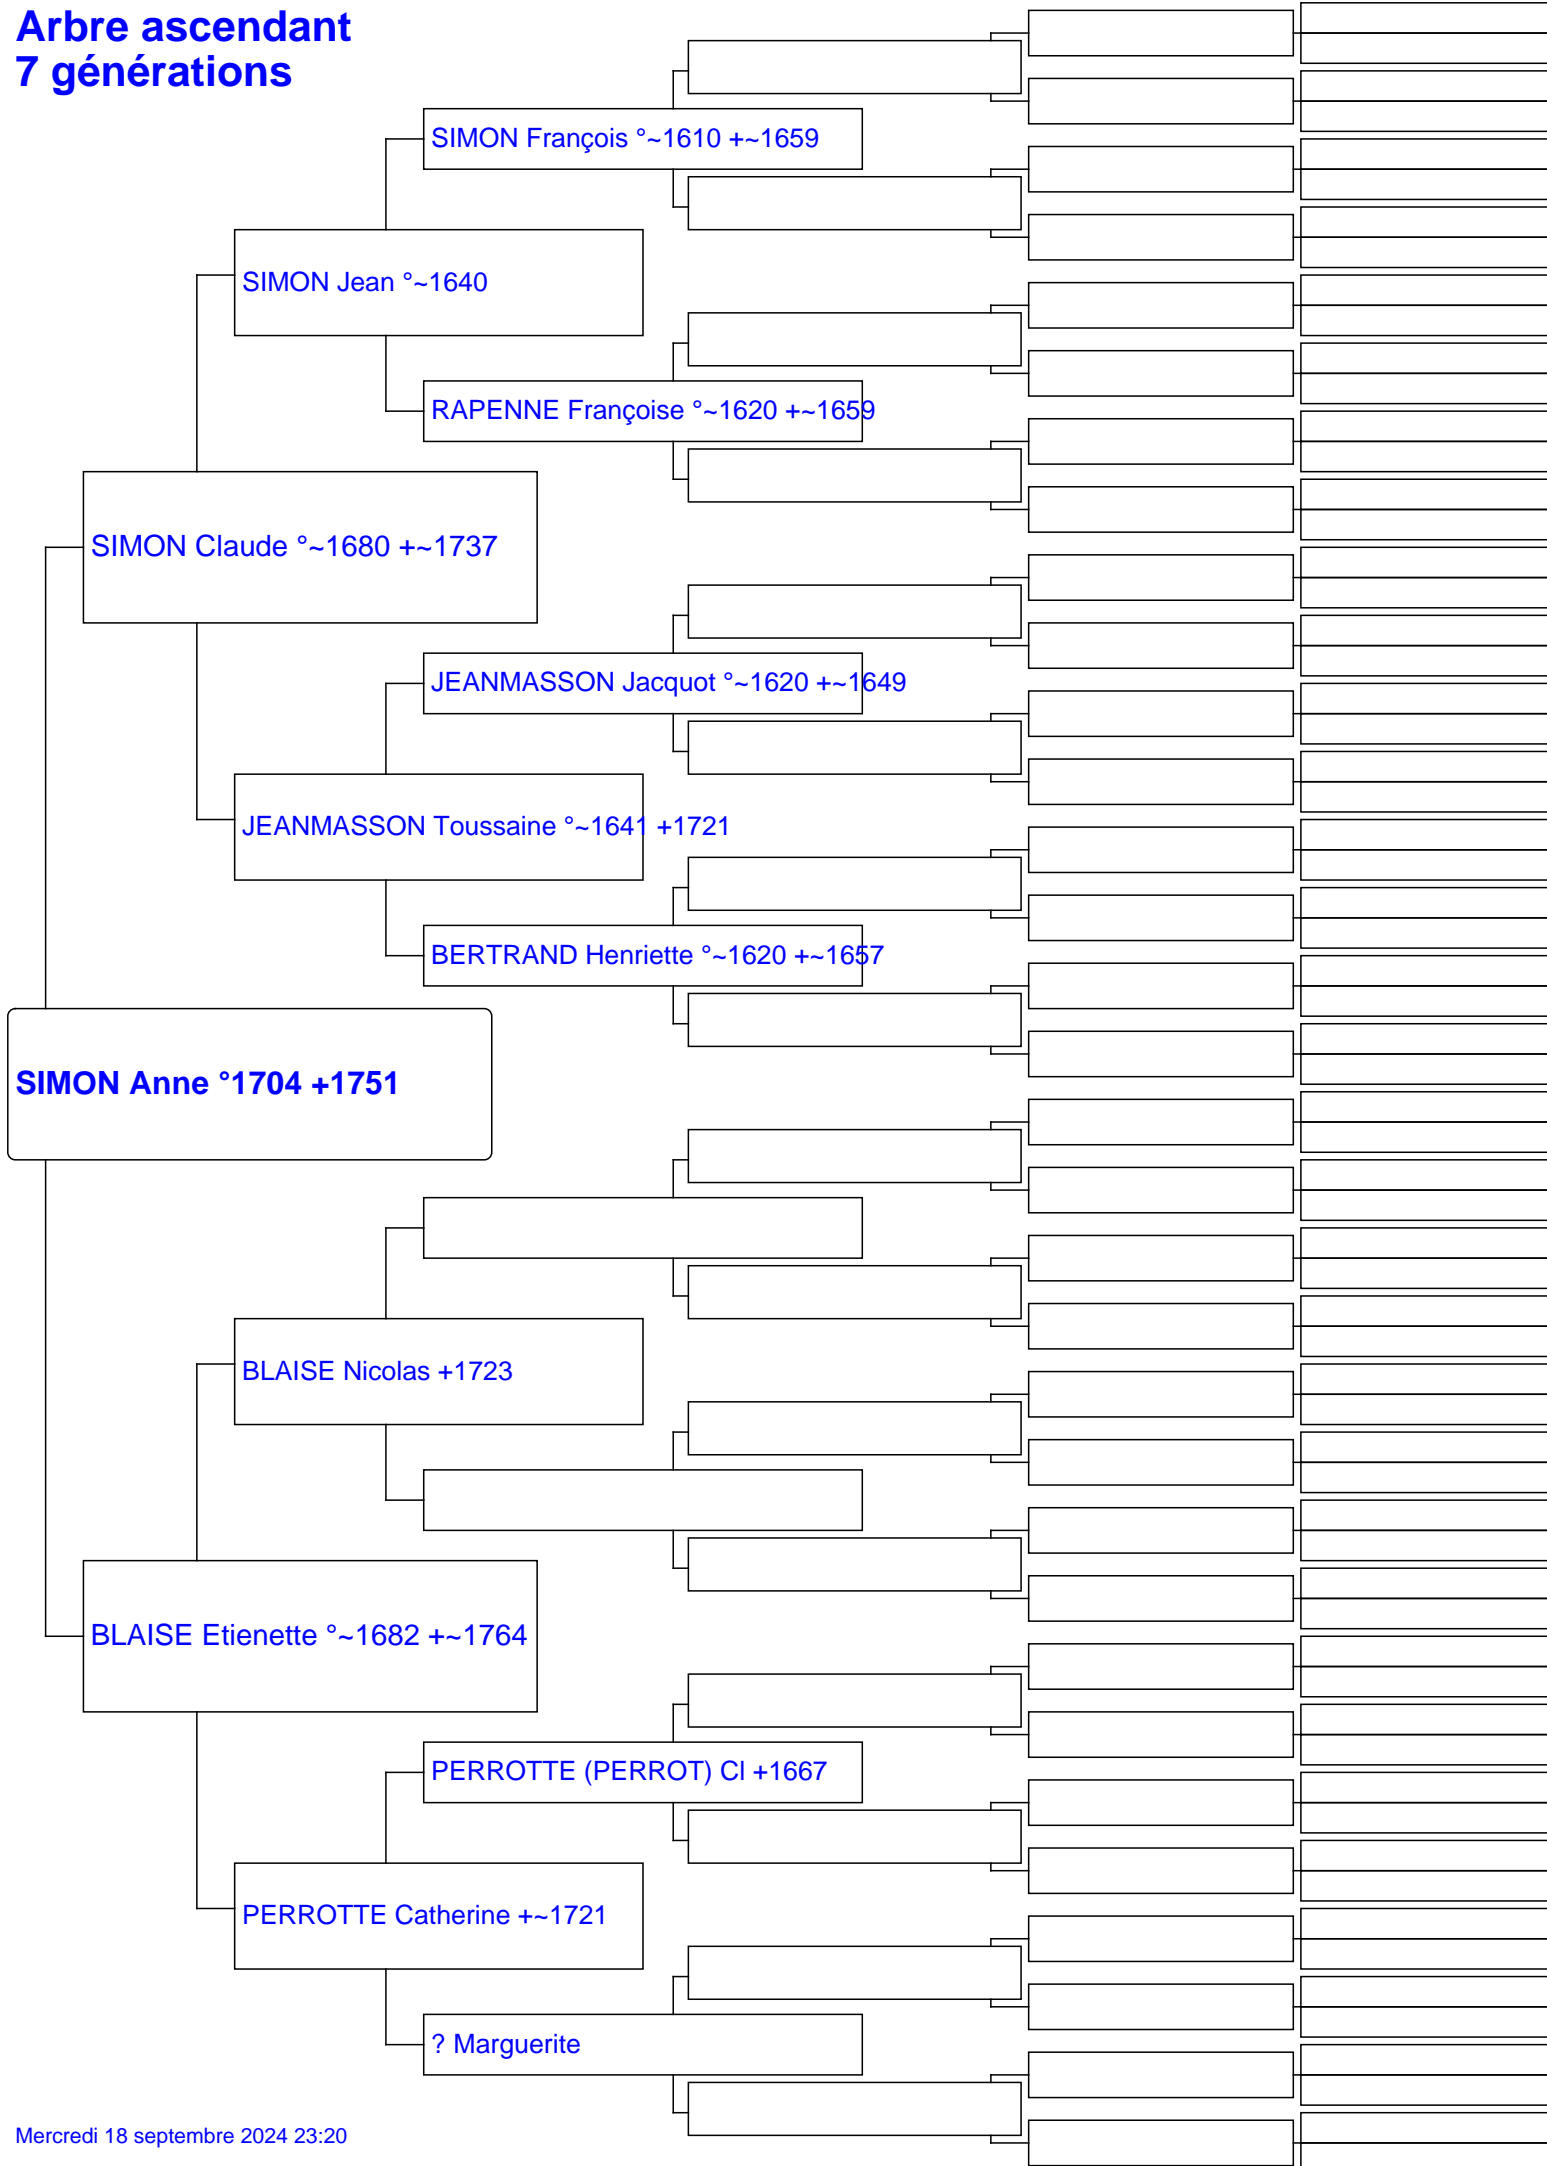 Arbre ascendant
7 générations
SIMON François °~1610 +~1659
SIMON Jean °~1640
RAPENNE Françoise °~1620 +~1659
SIMON Claude °~1680 +~1737
JEANMASSON Jacquot °~1620 +~1649
JEANMASSON Toussaine °~1641 +1721
BERTRAND Henriette °~1620 +~1657
SIMON Anne °1704 +1751
BLAISE Nicolas +1723
BLAISE Etienette °~1682 +~1764
PERROTTE (PERROT) Cl +1667
PERROTTE Catherine +~1721
? Marguerite
Mercredi 18 septembre 2024 23:20